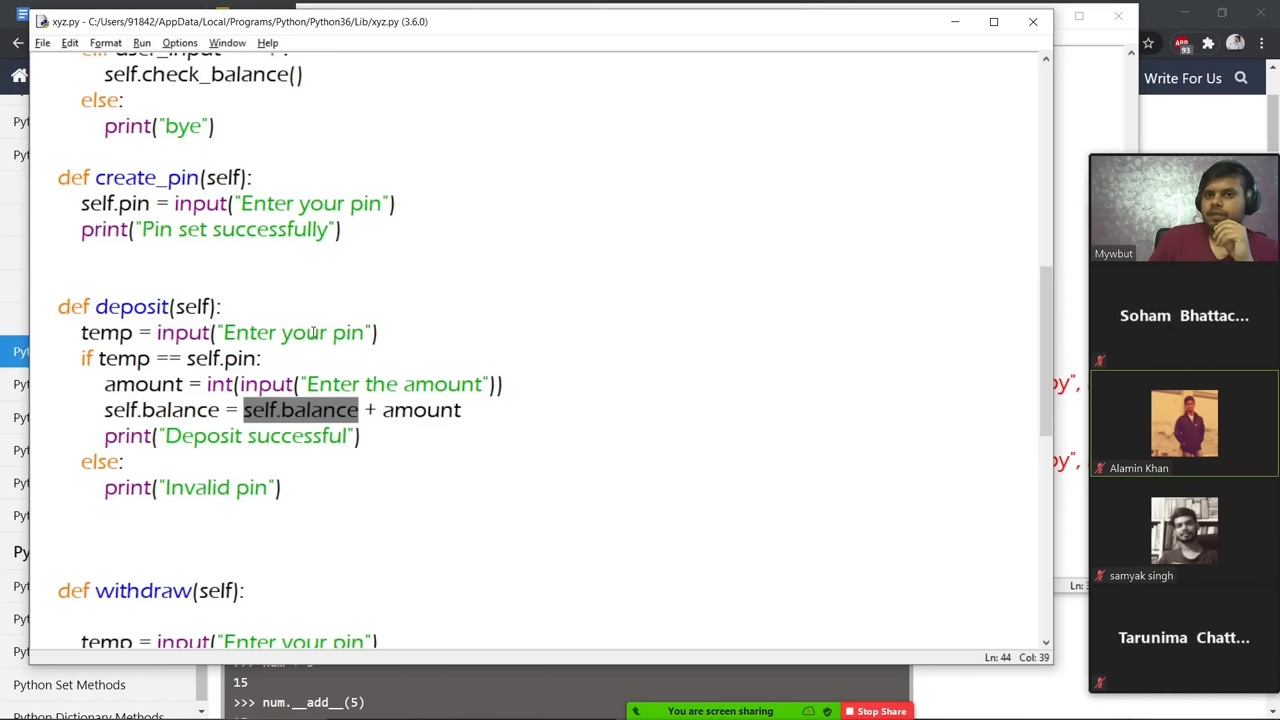 xyz.py - C:/Users/91842/AppData/Local/Programs/Python/Python36/Lib/xyz.py (3.6.0)
File Edit Format Run Options Window Help
self.check_balance()
else:
print("bye")
def create_pin(self):
self.pin = input("Enter your pin")
print("Pin set successfully")
def deposit(self):
temp = input("Enter your pin")
if temp == self.pin:
amount = int(input("Enter the amount"))
self.balance = self.balance + amount
print("Deposit successful")
else:
print("Invalid pin")
def withdraw(self):
temp = input("Enter your pin")
Ln: 44 Col: 39
15
>>> num.__add__(5)
Python Set Methods
Python Dictionary Methods
You are screen sharing
Stop Share
ABP
93
Write For Us
py",
py",
Mywbut
Soham Bhattac...
Alamin Khan
samyak singh
Tarunima Chatt...